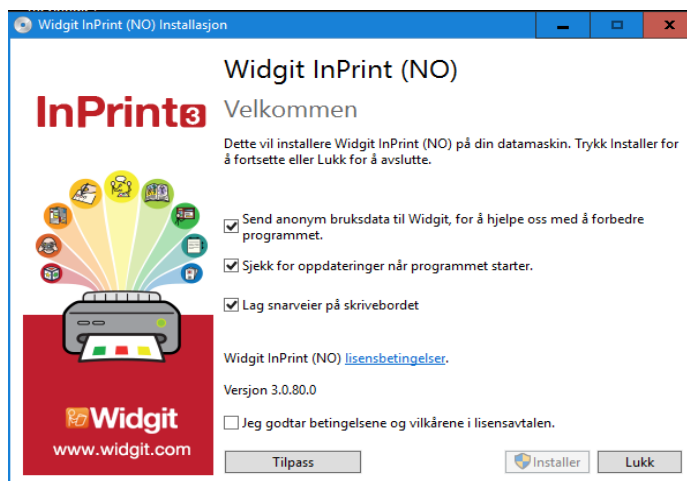 Widgit InPrint (NO) Installasjon
Widgit InPrint (NO)
InPrint3
Velkommen
Dette vil installere Widgit InPrint (NO) på din datamaskin. Trykk Installer for
å fortsette eller Lukk for å avslutte.
Send anonym bruksdata til Widgit, for å hjelpe oss med å forbedre
programmet.
Sjekk for oppdateringer når programmet starter.
Lag snarveier på skrivebordet
Widgit InPrint (NO) lisensbetingelser.
Versjon 3.0.80.0
Widgit
www.widgit.com
Jeg godtar betingelsene og vilkårene i lisensavtalen.
Tilpass
Installer
Lukk